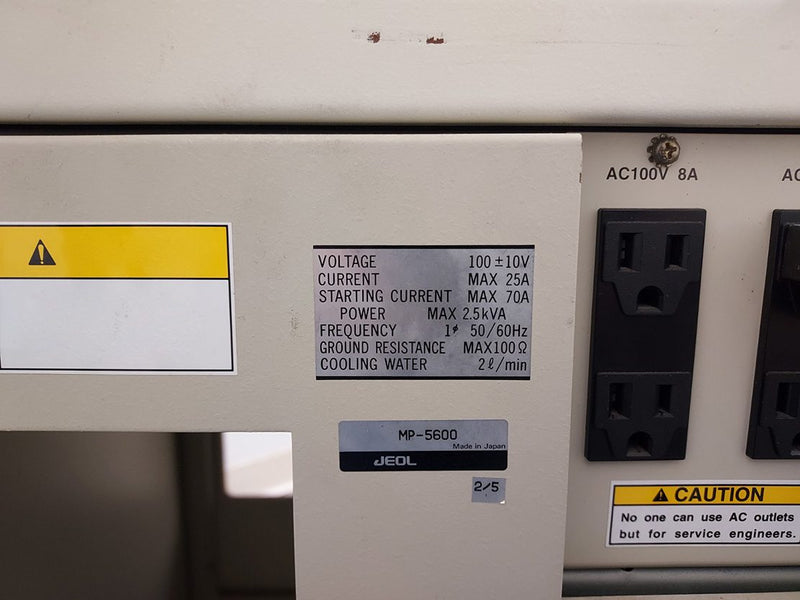 AC100V 8A
AC
VOLTAGE 100±10V
CURRENT MAX 25A
STARTING CURRENT MAX 70A
POWER MAX 2.5kVA
FREQUENCY 1ϕ 50/60Hz
GROUND RESISTANCE MAX100Ω
COOLING WATER 2ℓ/min
MP-5600
Made in Japan
JEOL
2/5
CAUTION
No one can use AC outlets
but for service engineers.